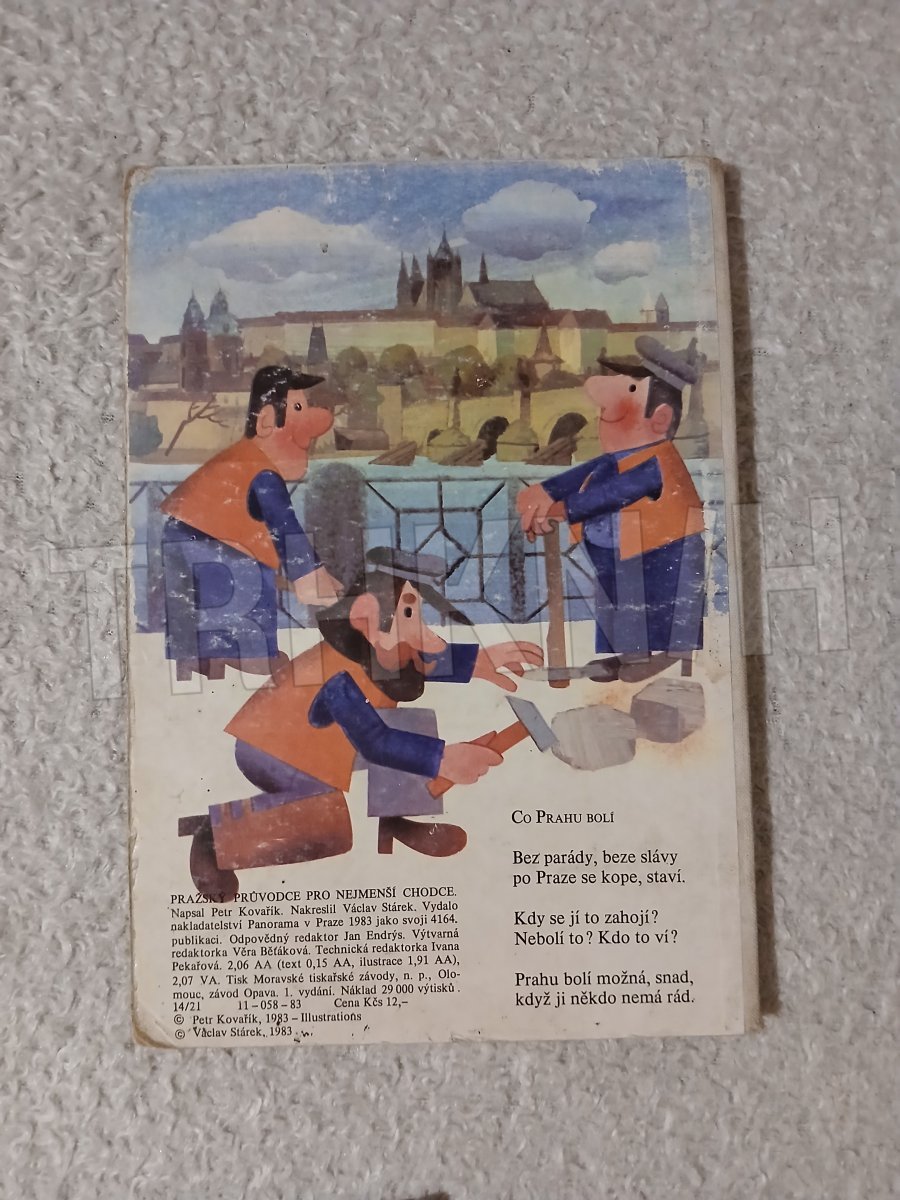 TRHKNIH
CO PRAHU BOLÍ
Bez parády, beze slávy
po Praze se kope, staví.
Kdy se jí to zahojí?
Nebolí to? Kdo to ví?
Prahu bolí možná, snad,
když ji někdo nemá rád.
PRAŽSKÝ PRŮVODCE PRO NEJMENŠÍ CHODCE.
Napsal Petr Kovařík. Nakreslil Václav Stárek. Vydalo
nakladatelství Panorama v Praze 1983 jako svoji 4164.
publikaci. Odpovědný redaktor Jan Endrýs. Výtvarná
redaktorka Věra Běťáková. Technická redaktorka Ivana
Pekařová. 2,06 AA (text 0,15 AA, ilustrace 1,91 AA),
2,07 VA. Tisk Moravské tiskařské závody, n. p., Olo-
mouc, závod Opava. 1. vydání. Náklad 29 000 výtisků.
14/21 11-058-83 Cena Kčs 12,-
© Petr Kovařík, 1983 – Illustrations
© Václav Stárek, 1983